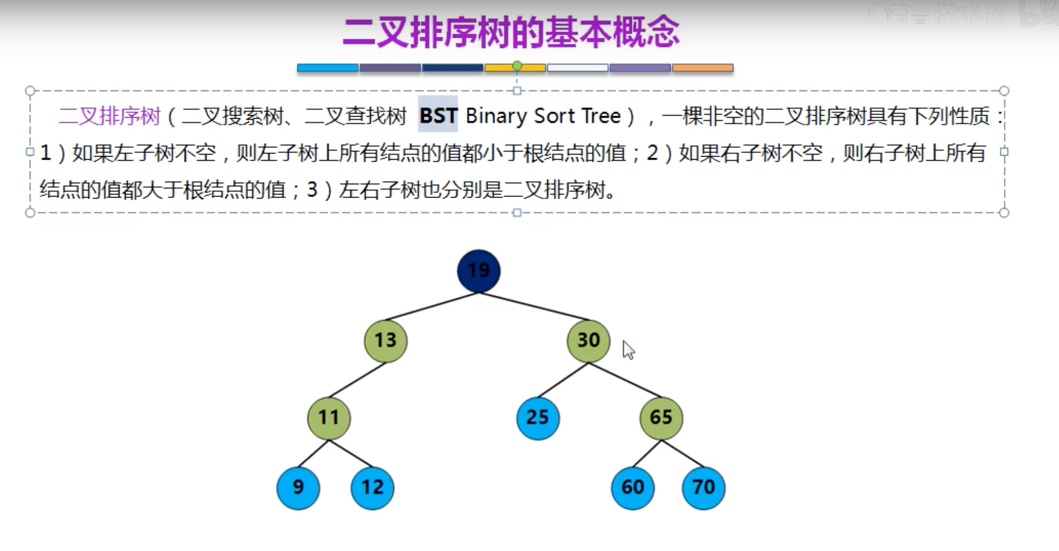 二叉排序树的基本概念
二叉排序树（二叉搜索树、二叉查找树 BST Binary Sort Tree），一棵非空的二叉排序树具有下列性质：
1）如果左子树不空，则左子树上所有结点的值都小于根结点的值；2）如果右子树不空，则右子树上所有
结点的值都大于根结点的值；3）左右子树也分别是二叉排序树。
19
13 30
11 25 65
9 12 60 70